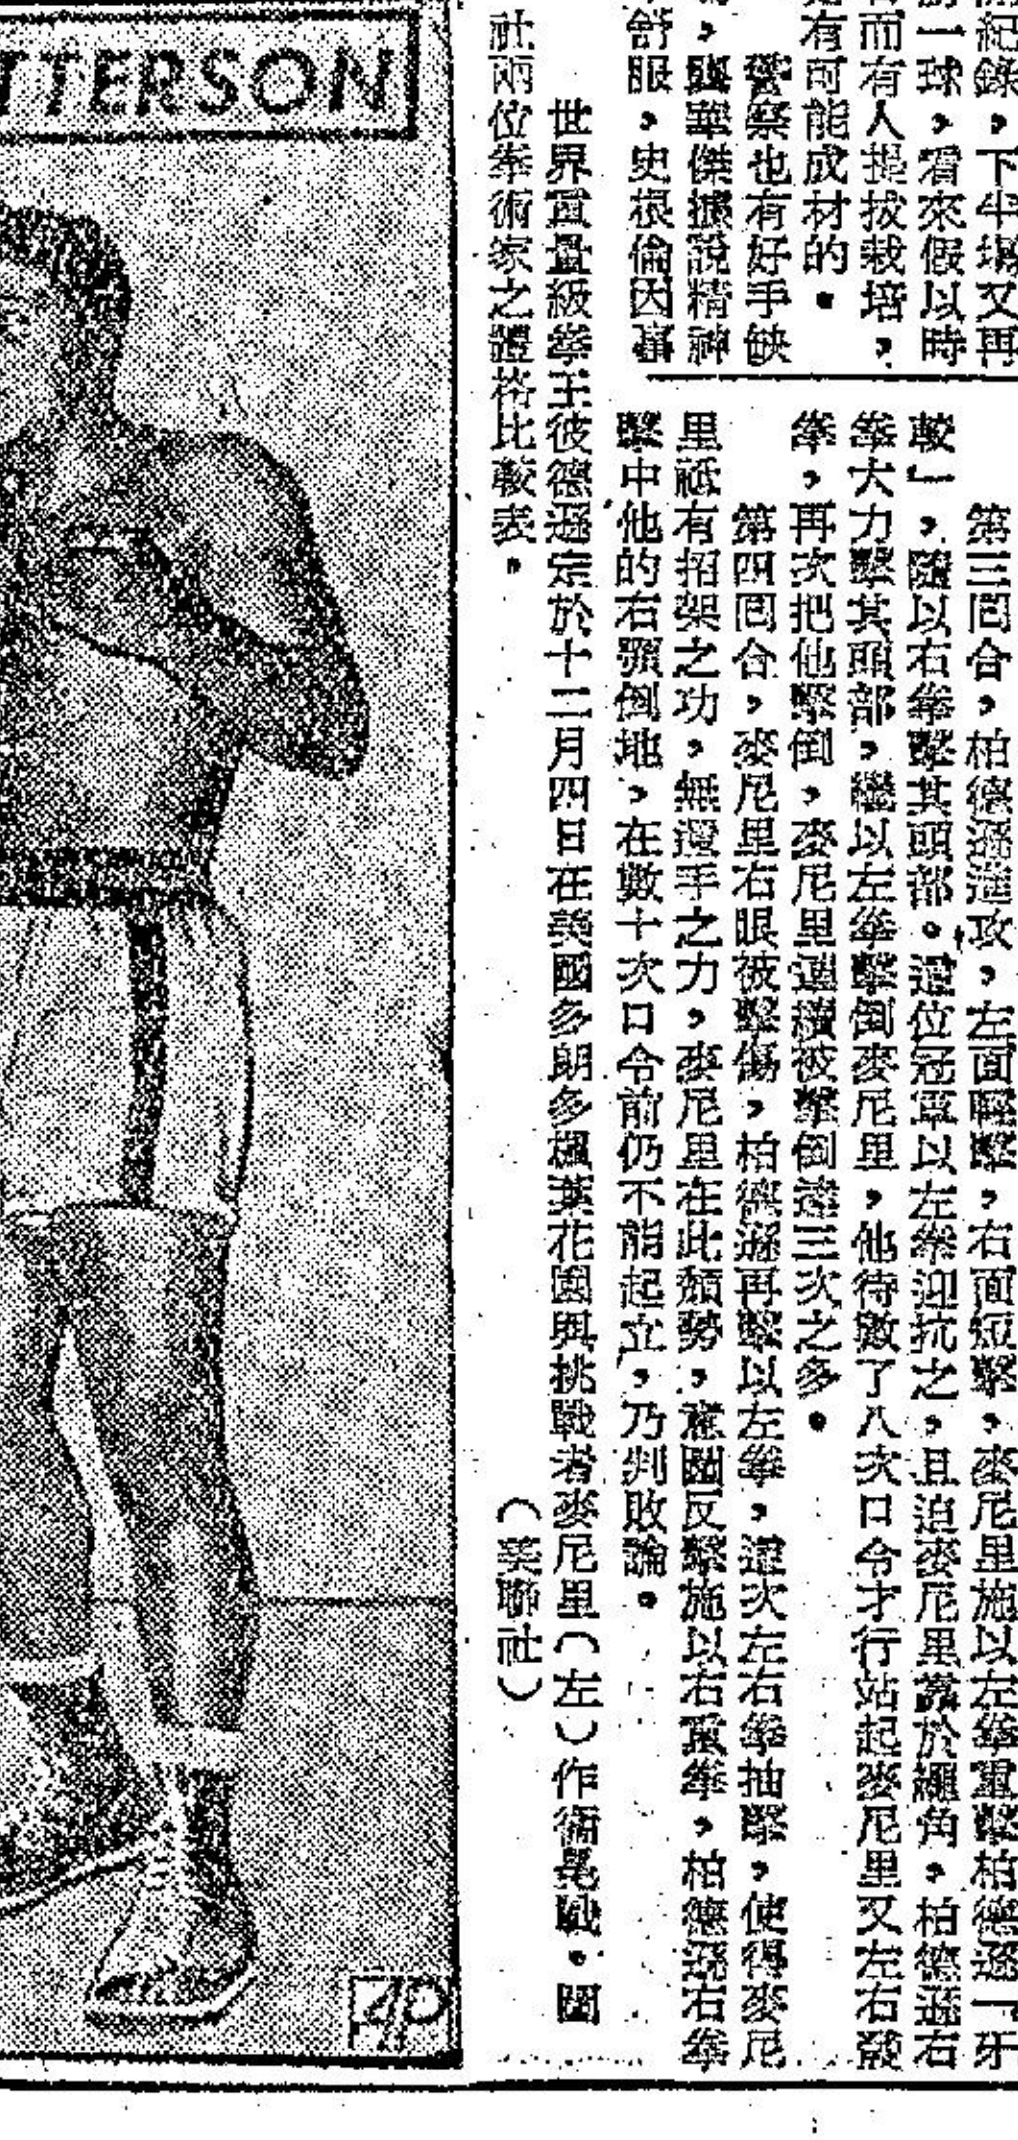 TTERSON
紀錄，下半場又再
一球，看來假以時
而有人提拔栽培，
有可能成材的。
警察也有好手缺
，華傑據說精神
舒服，史根倫因事
第三回合，柏德遜進攻，左面輕擊，右面短擊，麥尼里施以左拳重擊柏德遜「牙
較」，隨以右拳擊其頭部。這位冠軍以左拳迎抗之，且迫麥尼里靠於繩角，柏德遜右
拳大力擊其頭部，繼以左拳擊倒麥尼里，他待數了八次口令才行站起麥尼里又左右發
拳，再次把他擊倒，麥尼里連續被擊倒達三次之多。
第四回合，麥尼里右眼被擊傷，柏德遜再擊以左拳，這次左右拳抽擊，使得麥尼
里祗有招架之功，無還手之力，麥尼里在此頹勢，意圖反擊施以右重拳，柏德遜右拳
擊中他的右顎倒地，在數十次口令前仍不能起立，乃判敗論。
世界重量級拳王彼德遜定於十二月四日在美國多朗多楓葉花園與挑戰者麥尼里（左）作衞冕戰。圖
社兩位拳術家之體格比較表。
（美聯社）
AP